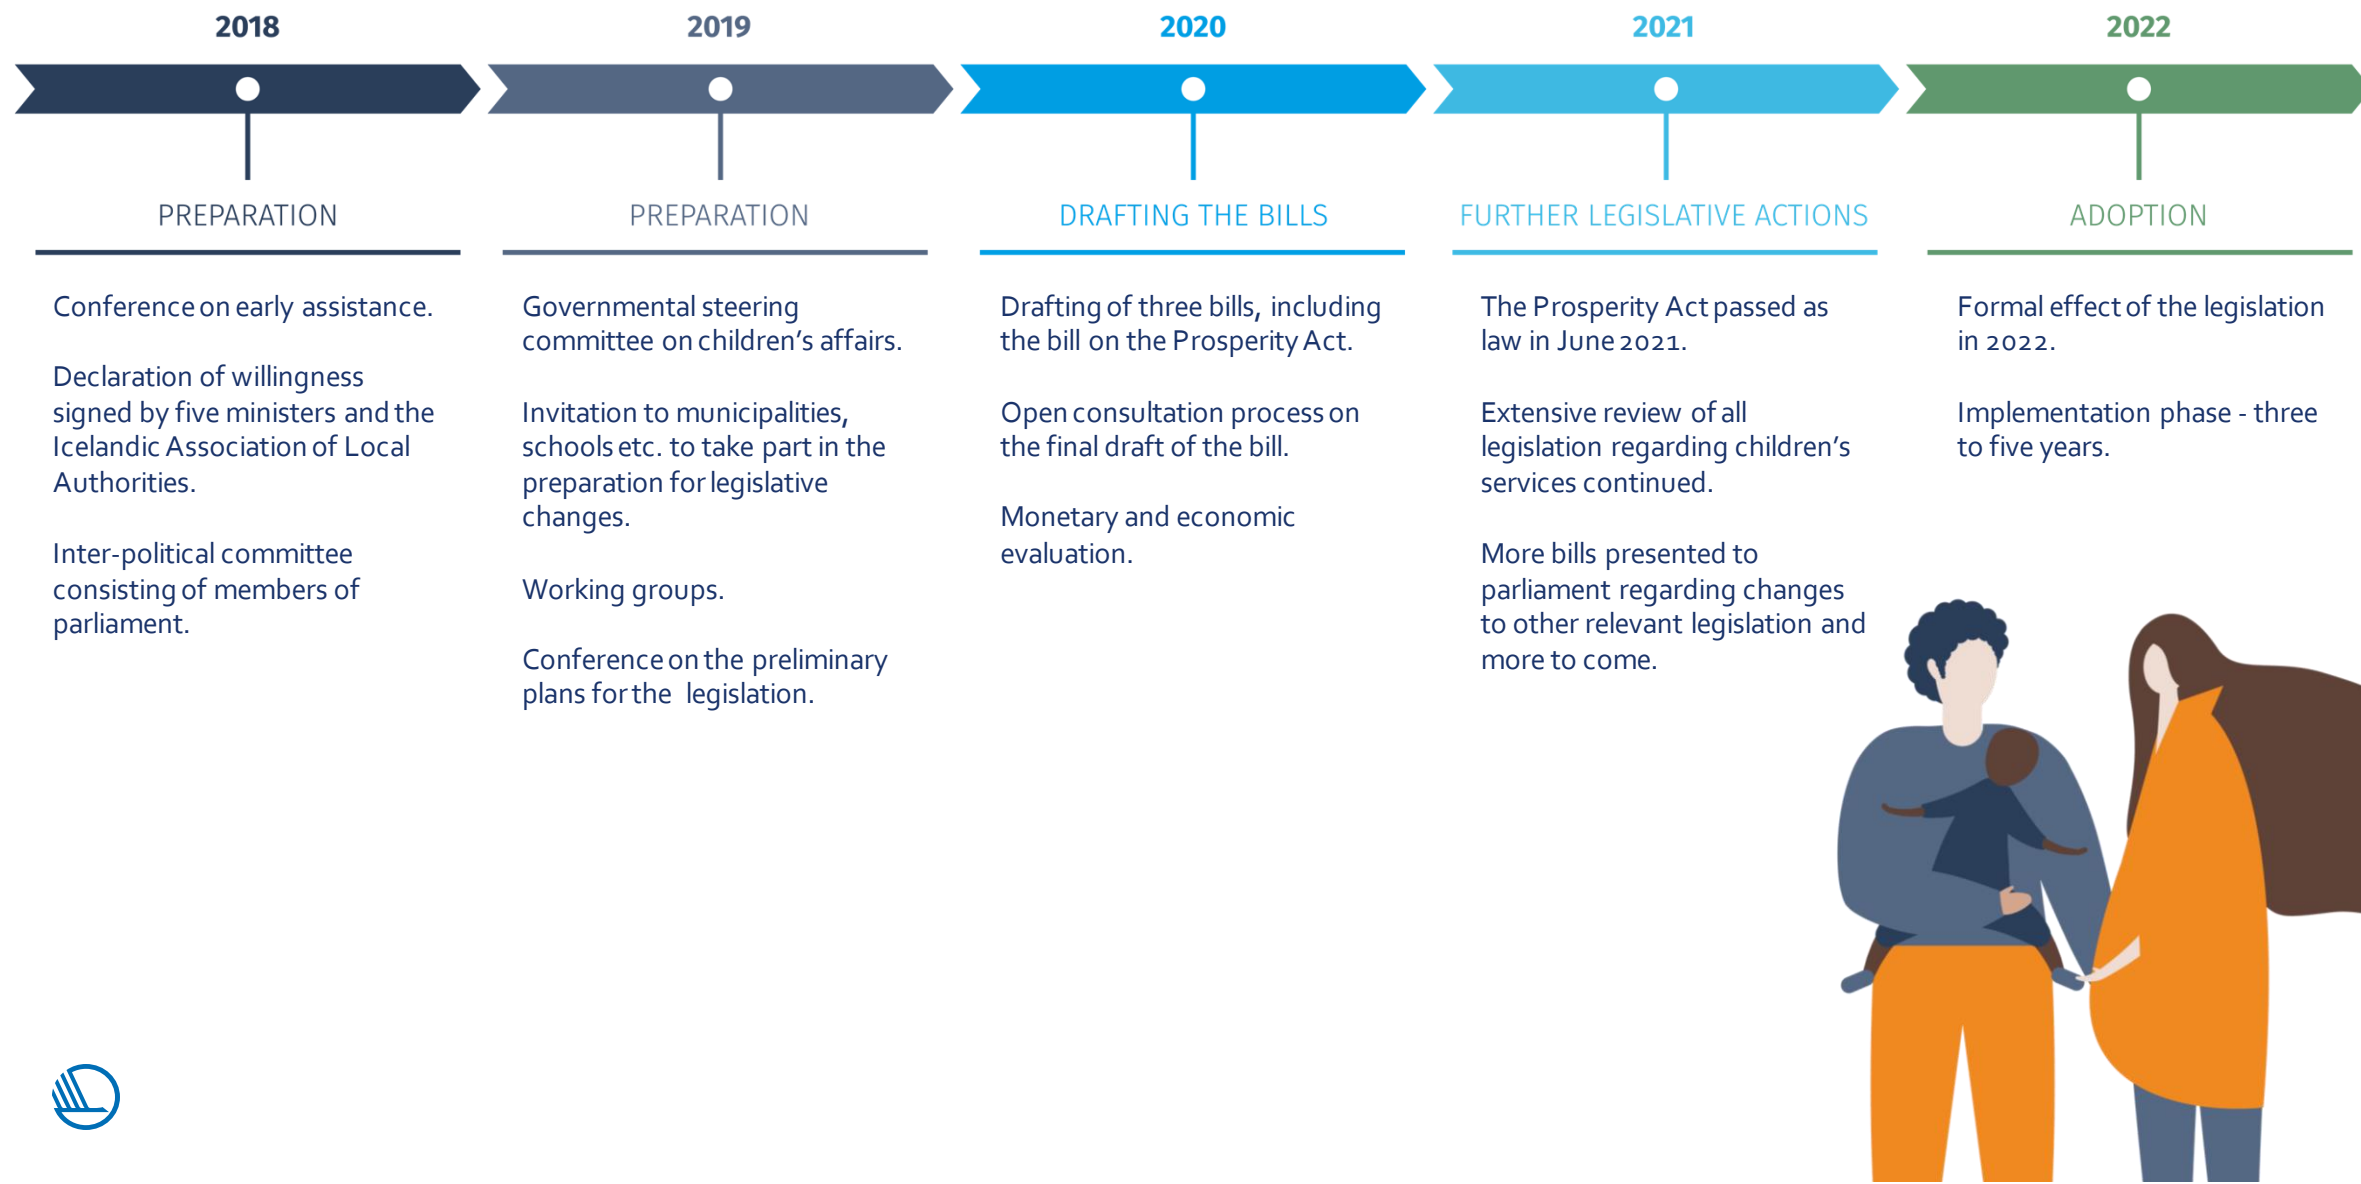 2018
PREPARATION
Conference on early assistance.
Declaration of willingness
signed by five ministers and the
Icelandic Association of Local
Authorities.
Inter-political committee
consisting of members of
parliament.
2019
PREPARATION
Governmental steering
committee on children’s affairs.
Invitation to municipalities,
schools etc. to take part in the
preparation for legislative
changes.
Working groups.
Conference on the preliminary
plans for the legislation.
2020
DRAFTING THE BILLS
Drafting of three bills, including
the bill on the Prosperity Act.
Open consultation process on
the final draft of the bill.
Monetary and economic
evaluation.
2021
FURTHER LEGISLATIVE ACTIONS
The Prosperity Act passed as
law in June 2021.
Extensive review of all
legislation regarding children’s
services continued.
More bills presented to
parliament regarding changes
to other relevant legislation and
more to come.
2022
ADOPTION
Formal effect of the legislation
in 2022.
Implementation phase - three
to five years.